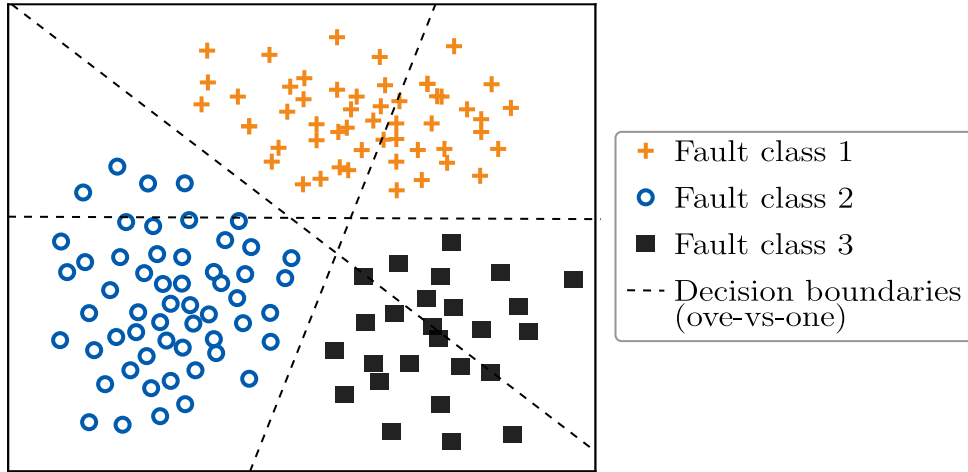 Fault class 1
Fault class 2
Fault class 3
Decision boundaries
(ove-vs-one)